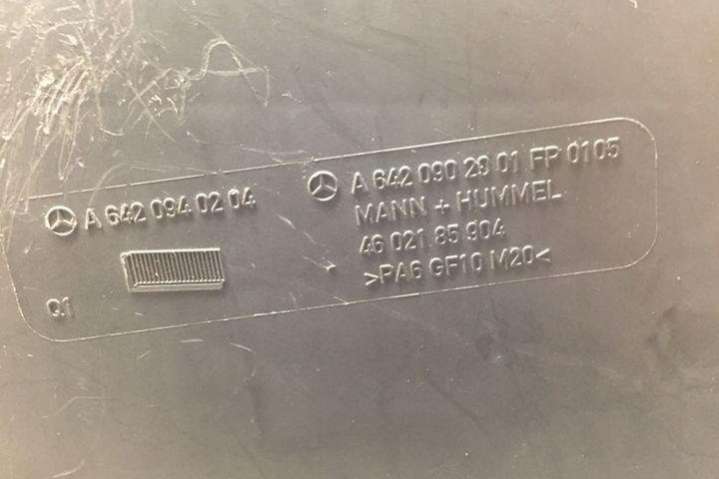 A 642 094 02 04
Q1
A 642 090 29 01 FP 0105
MANN + HUMMEL
46 021 85 904
>PA6 GF10 M20<